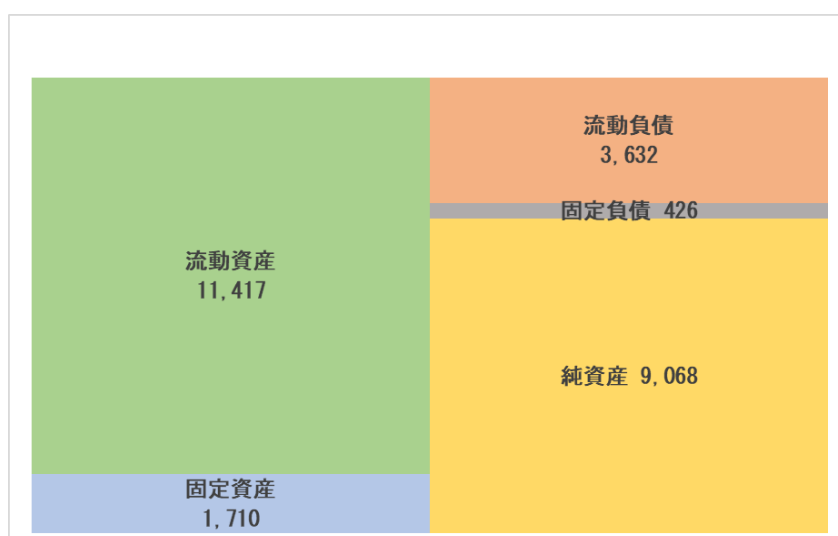 流動資産
11,417
固定資産
1,710
流動負債
3,632
固定負債 426
純資産 9,068